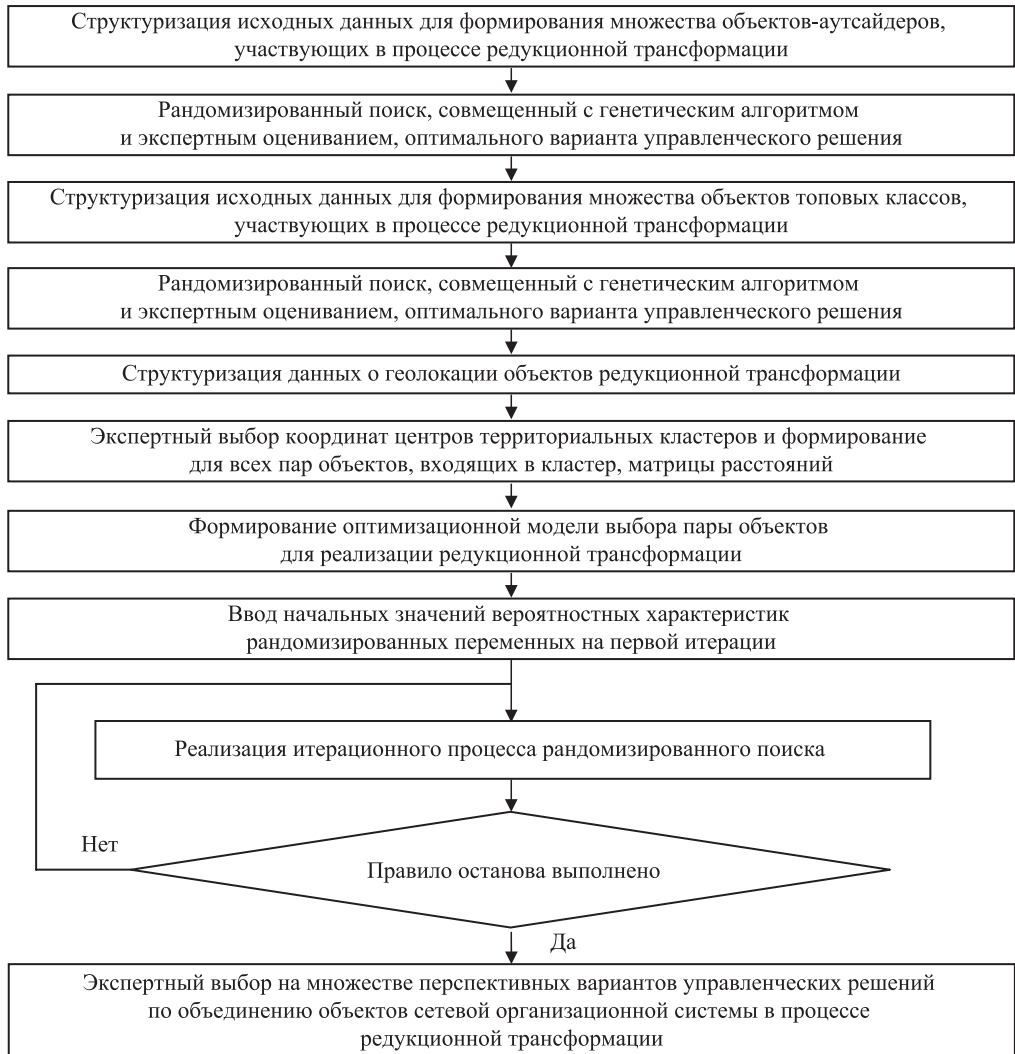 Структуризация исходных данных для формирования множества объектов-аутсайдеров,
участвующих в процессе редукционной трансформации
Рандомизированный поиск, совмещенный с генетическим алгоритмом
и экспертным оцениванием, оптимального варианта управленческого решения
Структуризация исходных данных для формирования множества объектов топовых классов,
участвующих в процессе редукционной трансформации
Рандомизированный поиск, совмещенный с генетическим алгоритмом
и экспертным оцениванием, оптимального варианта управленческого решения
Структуризация данных о геолокации объектов редукционной трансформации
Экспертный выбор координат центров территориальных кластеров и формирование
для всех пар объектов, входящих в кластер, матрицы расстояний
Формирование оптимизационной модели выбора пары объектов
для реализации редукционной трансформации
Ввод начальных значений вероятностных характеристик
рандомизированных переменных на первой итерации
Реализация итерационного процесса рандомизированного поиска
Нет
Правило останова выполнено
Да
Экспертный выбор на множестве перспективных вариантов управленческих решений
по объединению объектов сетевой организационной системы в процессе
редукционной трансформации